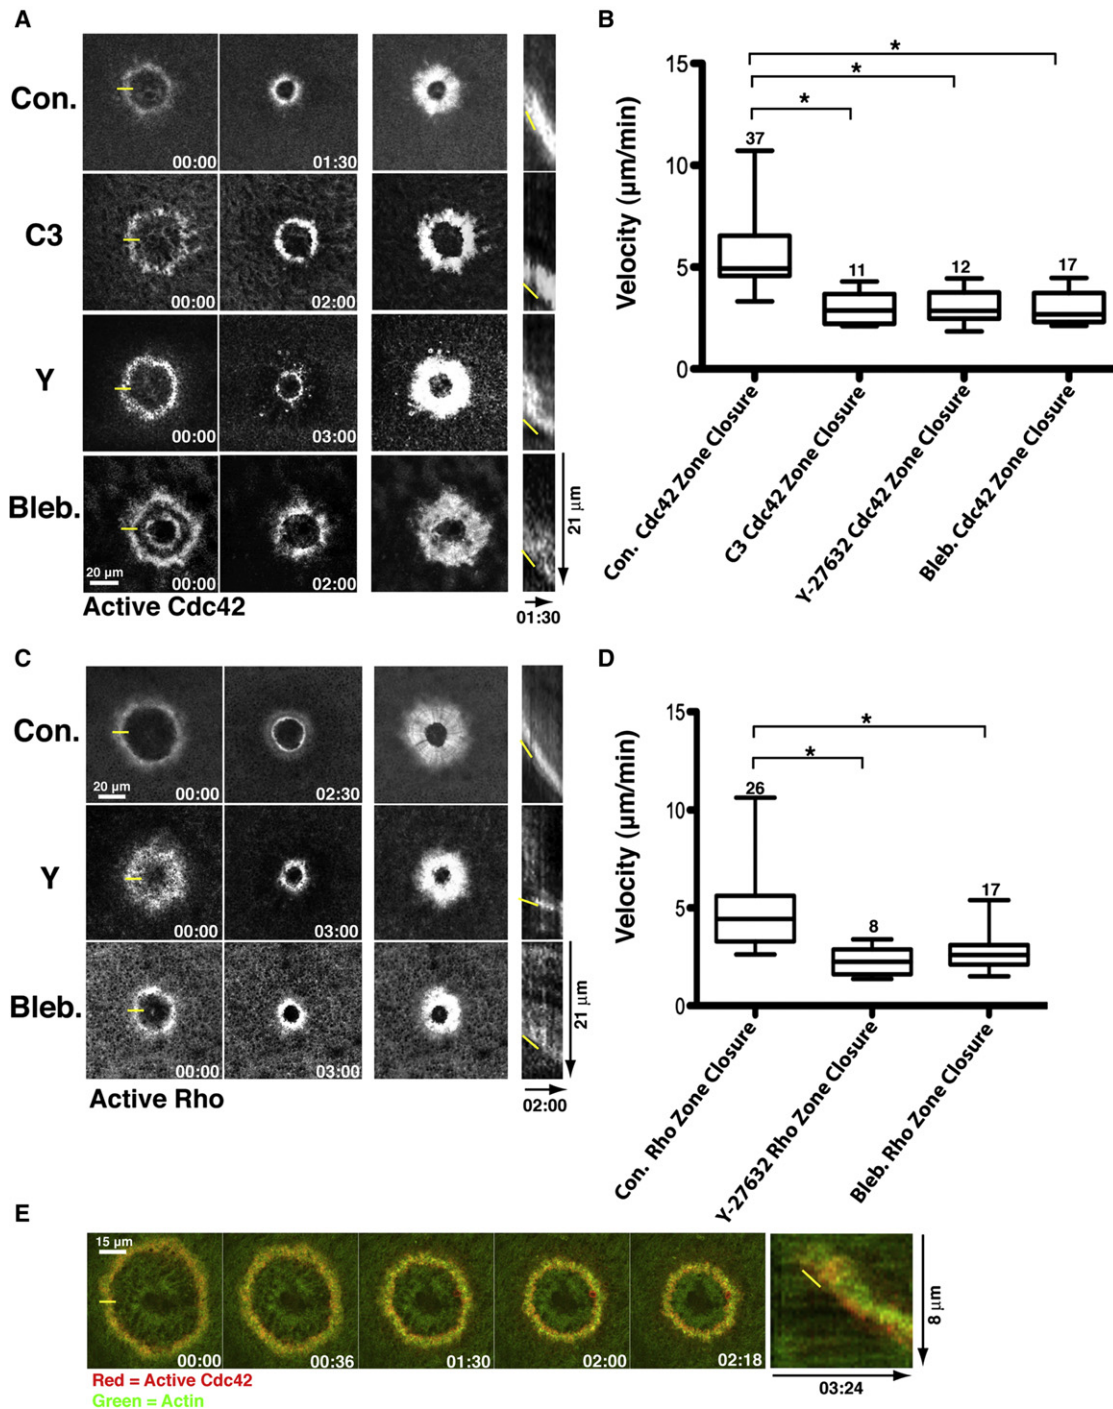 A
Con.
00:00
01:30
C3
00:00
02:00
Y
00:00
03:00
Bleb.
20 µm
00:00
02:00
21 µm
01:30
Active Cdc42
B
Velocity (µm/min)
15
10
5
0
*
*
*
37
11
12
17
Con. Cdc42 Zone Closure
C3 Cdc42 Zone Closure
Y-27632 Cdc42 Zone Closure
Bleb. Cdc42 Zone Closure
C
Con.
20 µm
00:00
02:30
Y
00:00
03:00
Bleb.
00:00
03:00
21 µm
02:00
Active Rho
D
Velocity (µm/min)
15
10
5
0
*
*
26
8
17
Con. Rho Zone Closure
Y-27632 Rho Zone Closure
Bleb. Rho Zone Closure
E
15 µm
00:00
00:36
01:30
02:00
02:18
8 µm
03:24
Red = Active Cdc42
Green = Actin